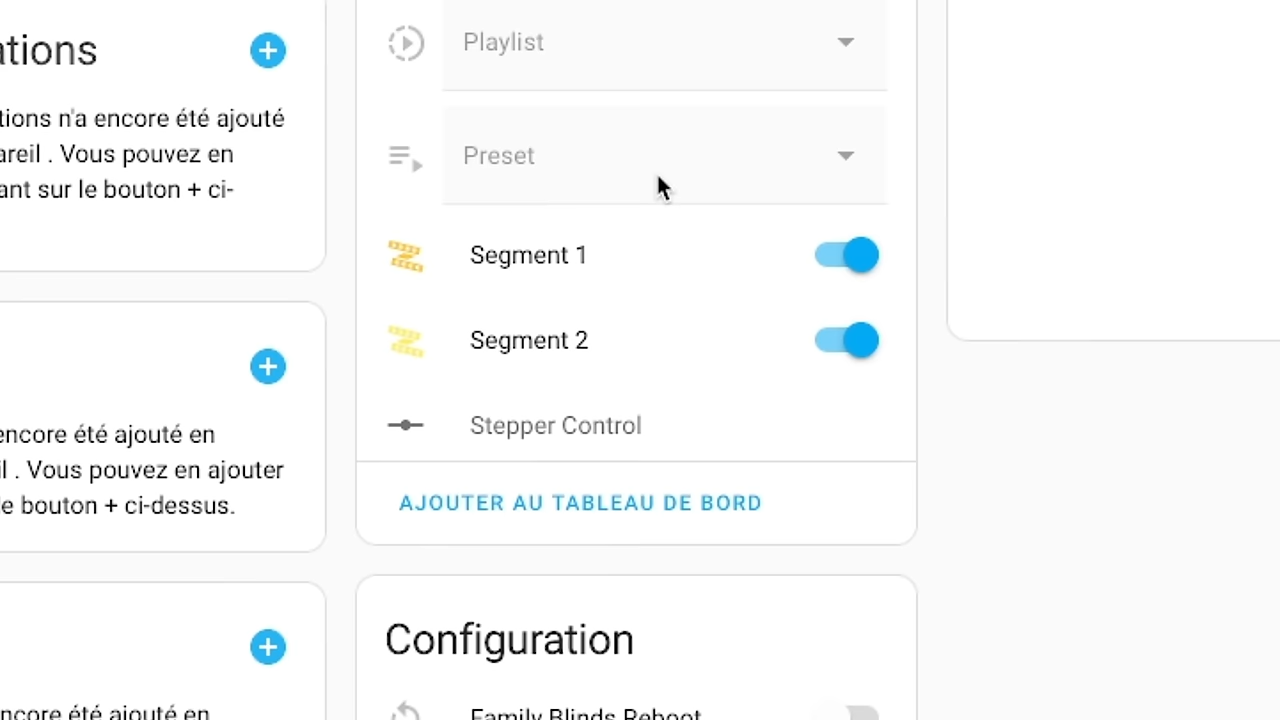 ations
tions n'a encore été ajouté
areil . Vous pouvez en
ant sur le bouton + ci-
encore été ajouté en
il . Vous pouvez en ajouter
le bouton + ci-dessus.
ncore été ajouté en
Playlist
Preset
Segment 1
Segment 2
Stepper Control
AJOUTER AU TABLEAU DE BORD
Configuration
Family Blinds Reboot